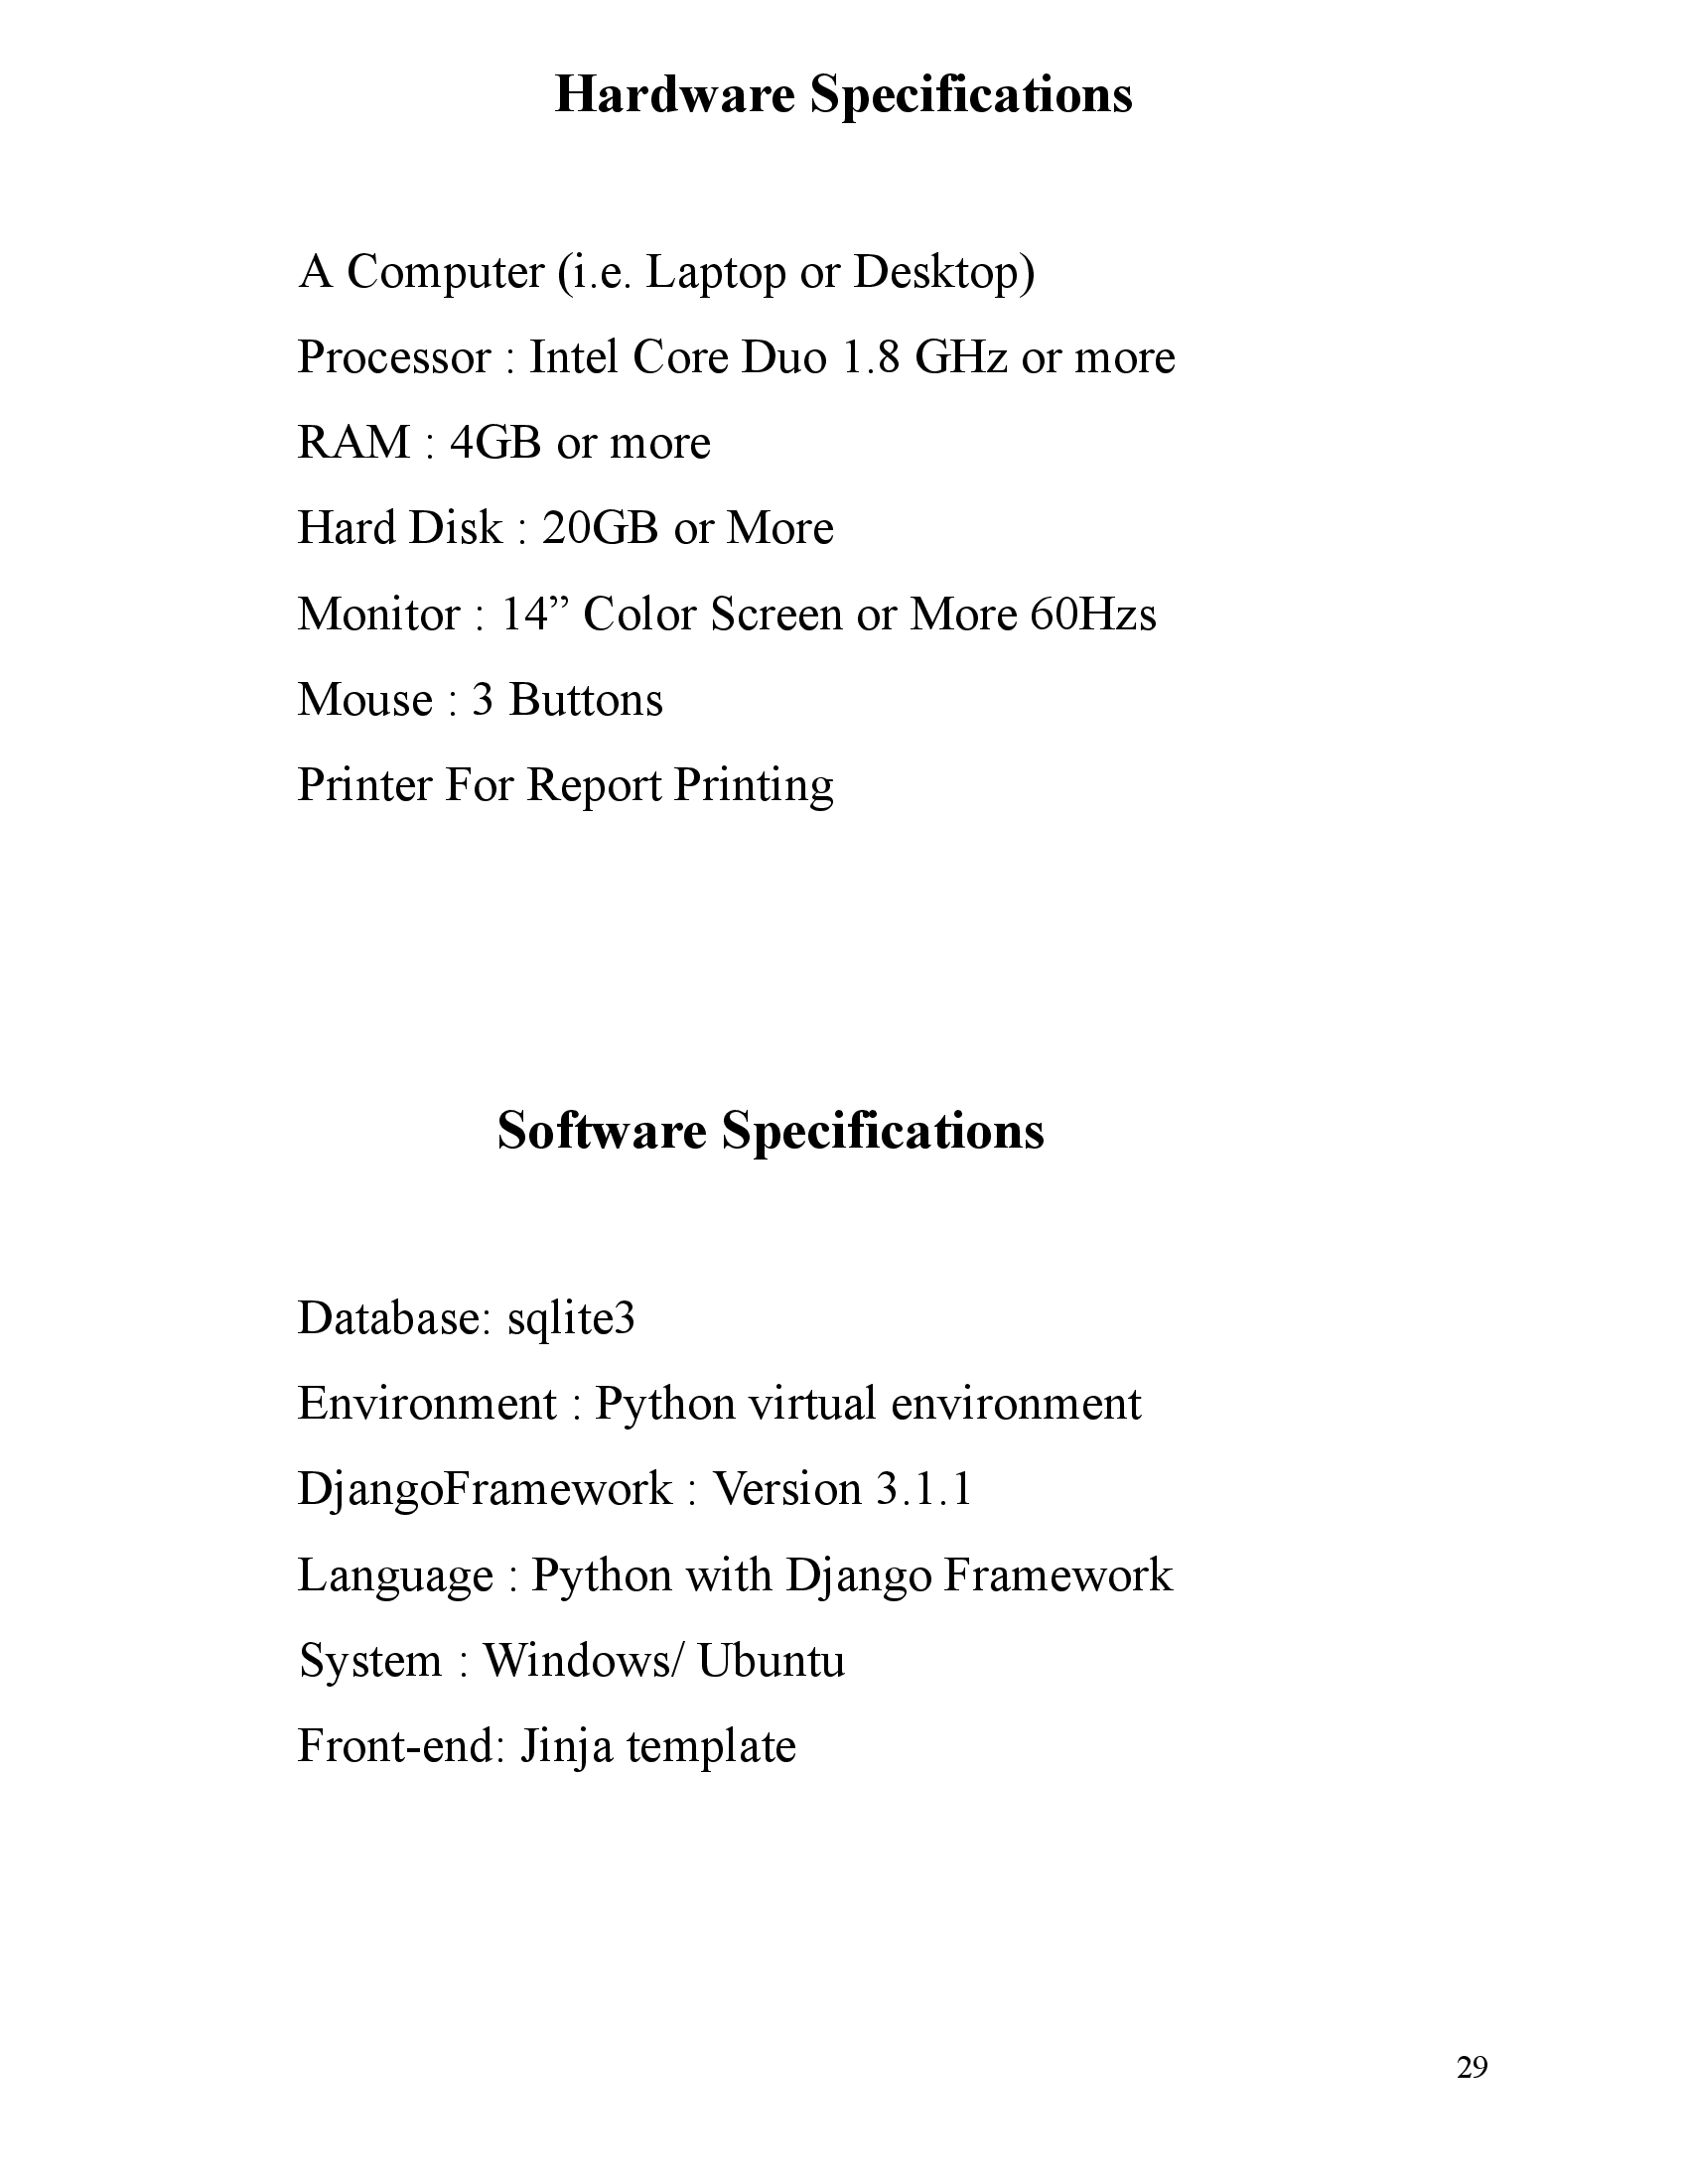 Hardware Specifications
A Computer (i.e. Laptop or Desktop)
Processor : Intel Core Duo 1.8 GHz or more
RAM : 4GB or more
Hard Disk : 20GB or More
Monitor : 14” Color Screen or More 60Hzs
Mouse : 3 Buttons
Printer For Report Printing
Software Specifications
Database: sqlite3
Environment : Python virtual environment
DjangoFramework : Version 3.1.1
Language : Python with Django Framework
System : Windows/ Ubuntu
Front-end: Jinja template
29